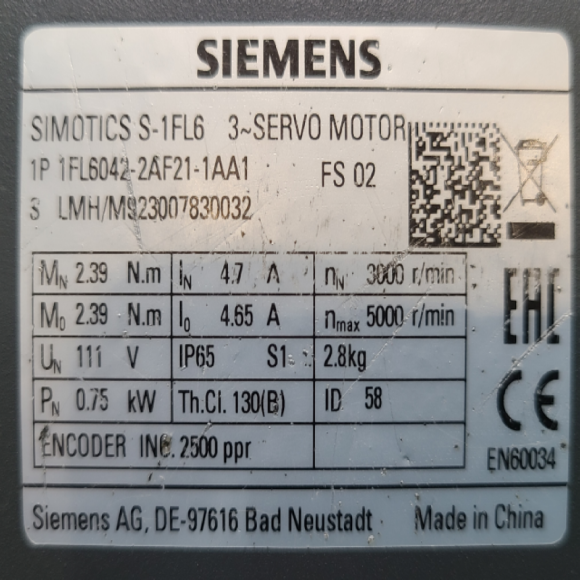 SIEMENS
SIMOTICS S-1FL6 3~SERVO MOTOR
1P 1FL6042-2AF21-1AA1 FS 02
S LMH/M923007830032
MN 2.39 N.m IN 4.7 A nN 3000 r/min
M0 2.39 N.m I0 4.65 A nmax 5000 r/min
UN 111 V IP65 S1 2.8kg
PN 0.75 kW Th.Cl. 130(B) ID 58
ENCODER INC. 2500 ppr
EAC
CE
EN60034
Siemens AG, DE-97616 Bad Neustadt Made in China